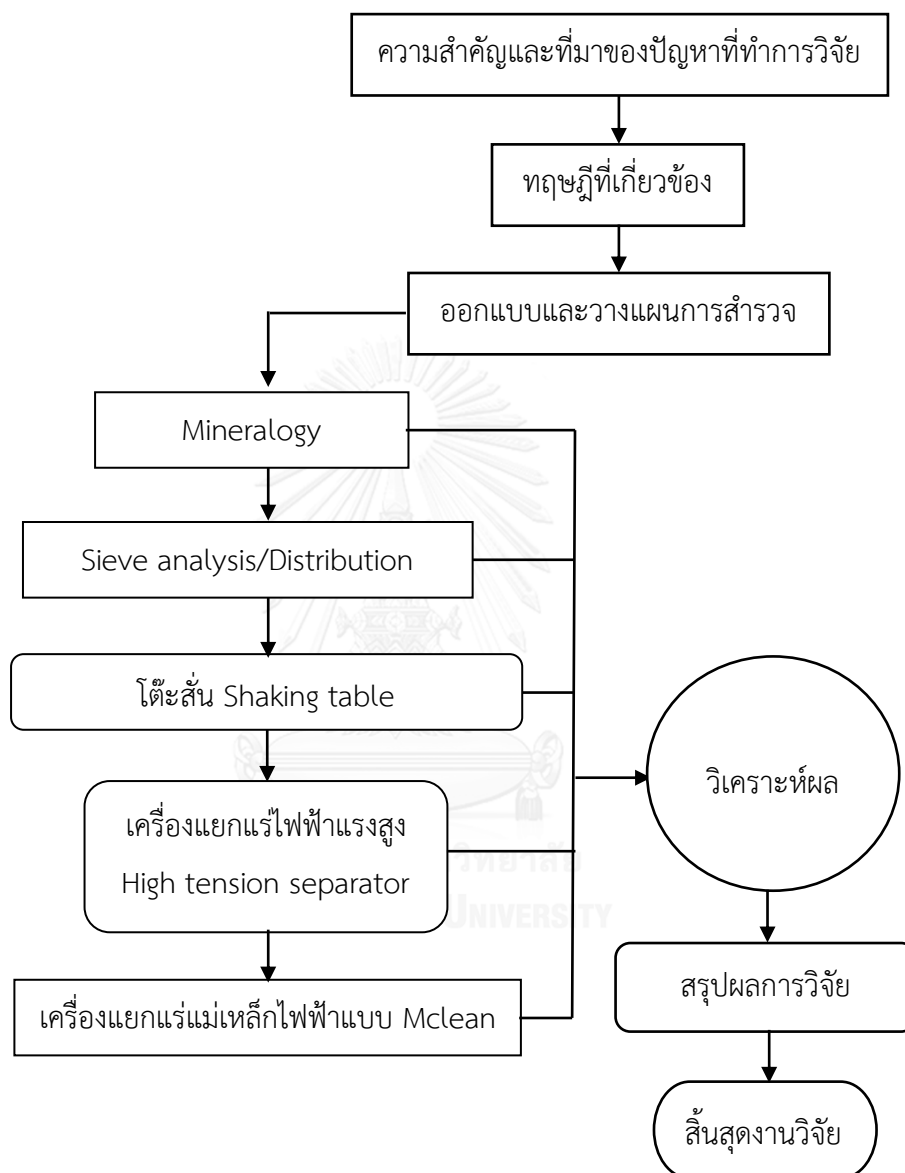 ความสำคัญและที่มาของปัญหาที่ทำการวิจัย
ทฤษฎีที่เกี่ยวข้อง
ออกแบบและวางแผนการสำรวจ
Mineralogy
Sieve analysis/Distribution
โต๊ะสั่น Shaking table
เครื่องแยกแร่ไฟฟ้าแรงสูง
High tension separator
เครื่องแยกแร่แม่เหล็กไฟฟ้าแบบ Mclean
วิเคราะห์ผล
สรุปผลการวิจัย
สิ้นสุดงานวิจัย
วิทยาลัย
UNIVERSITY